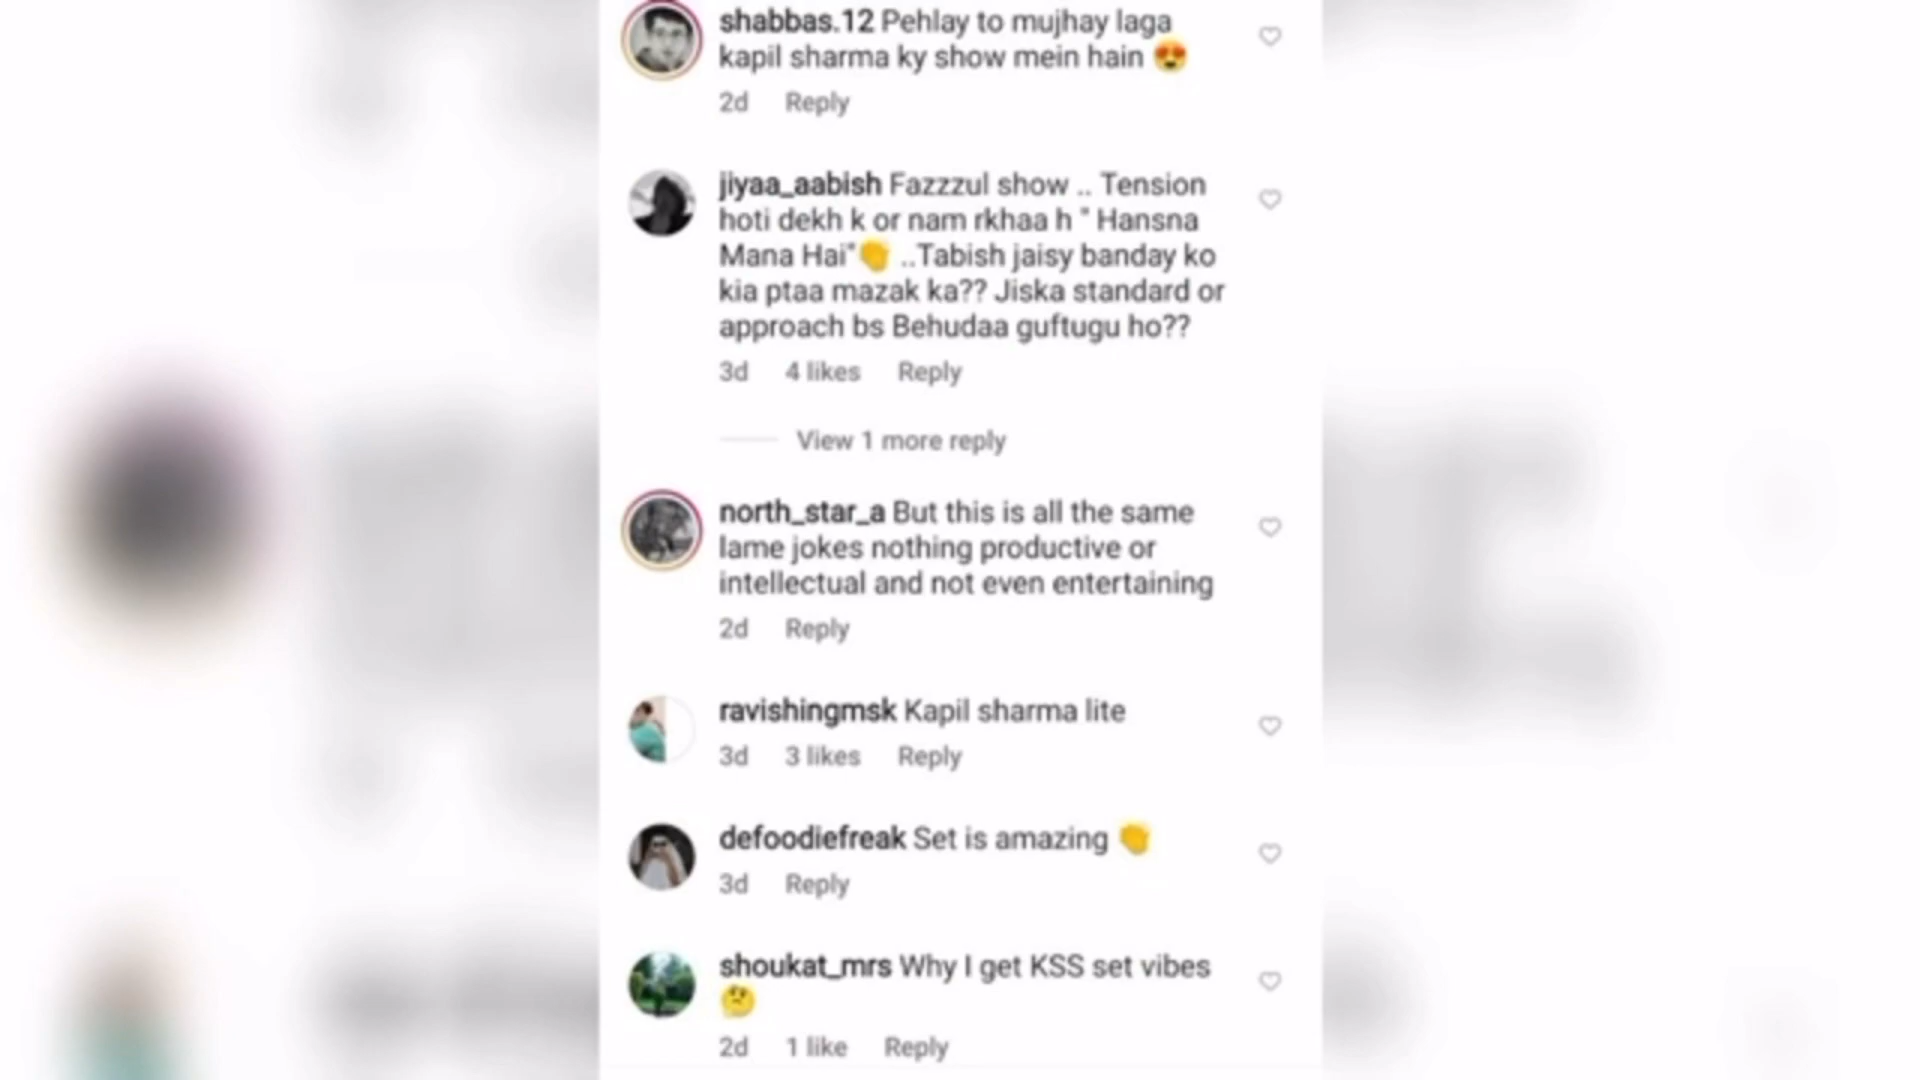 shabbas.12 Pehlay to mujhay laga
kapil sharma ky show mein hain 😍
2d Reply
jiyaa_aabish Fazzzul show .. Tension
hoti dekh k or nam rkhaa h " Hansna
Mana Hai"👏 ..Tabish jaisy banday ko
kia ptaa mazak ka?? Jiska standard or
approach bs Behudaa guftugu ho??
3d 4 likes Reply
View 1 more reply
north_star_a But this is all the same
lame jokes nothing productive or
intellectual and not even entertaining
2d Reply
ravishingmsk Kapil sharma lite
3d 3 likes Reply
defoodiefreak Set is amazing 👏
3d Reply
shoukat_mrs Why I get KSS set vibes
🤔
2d 1 like Reply